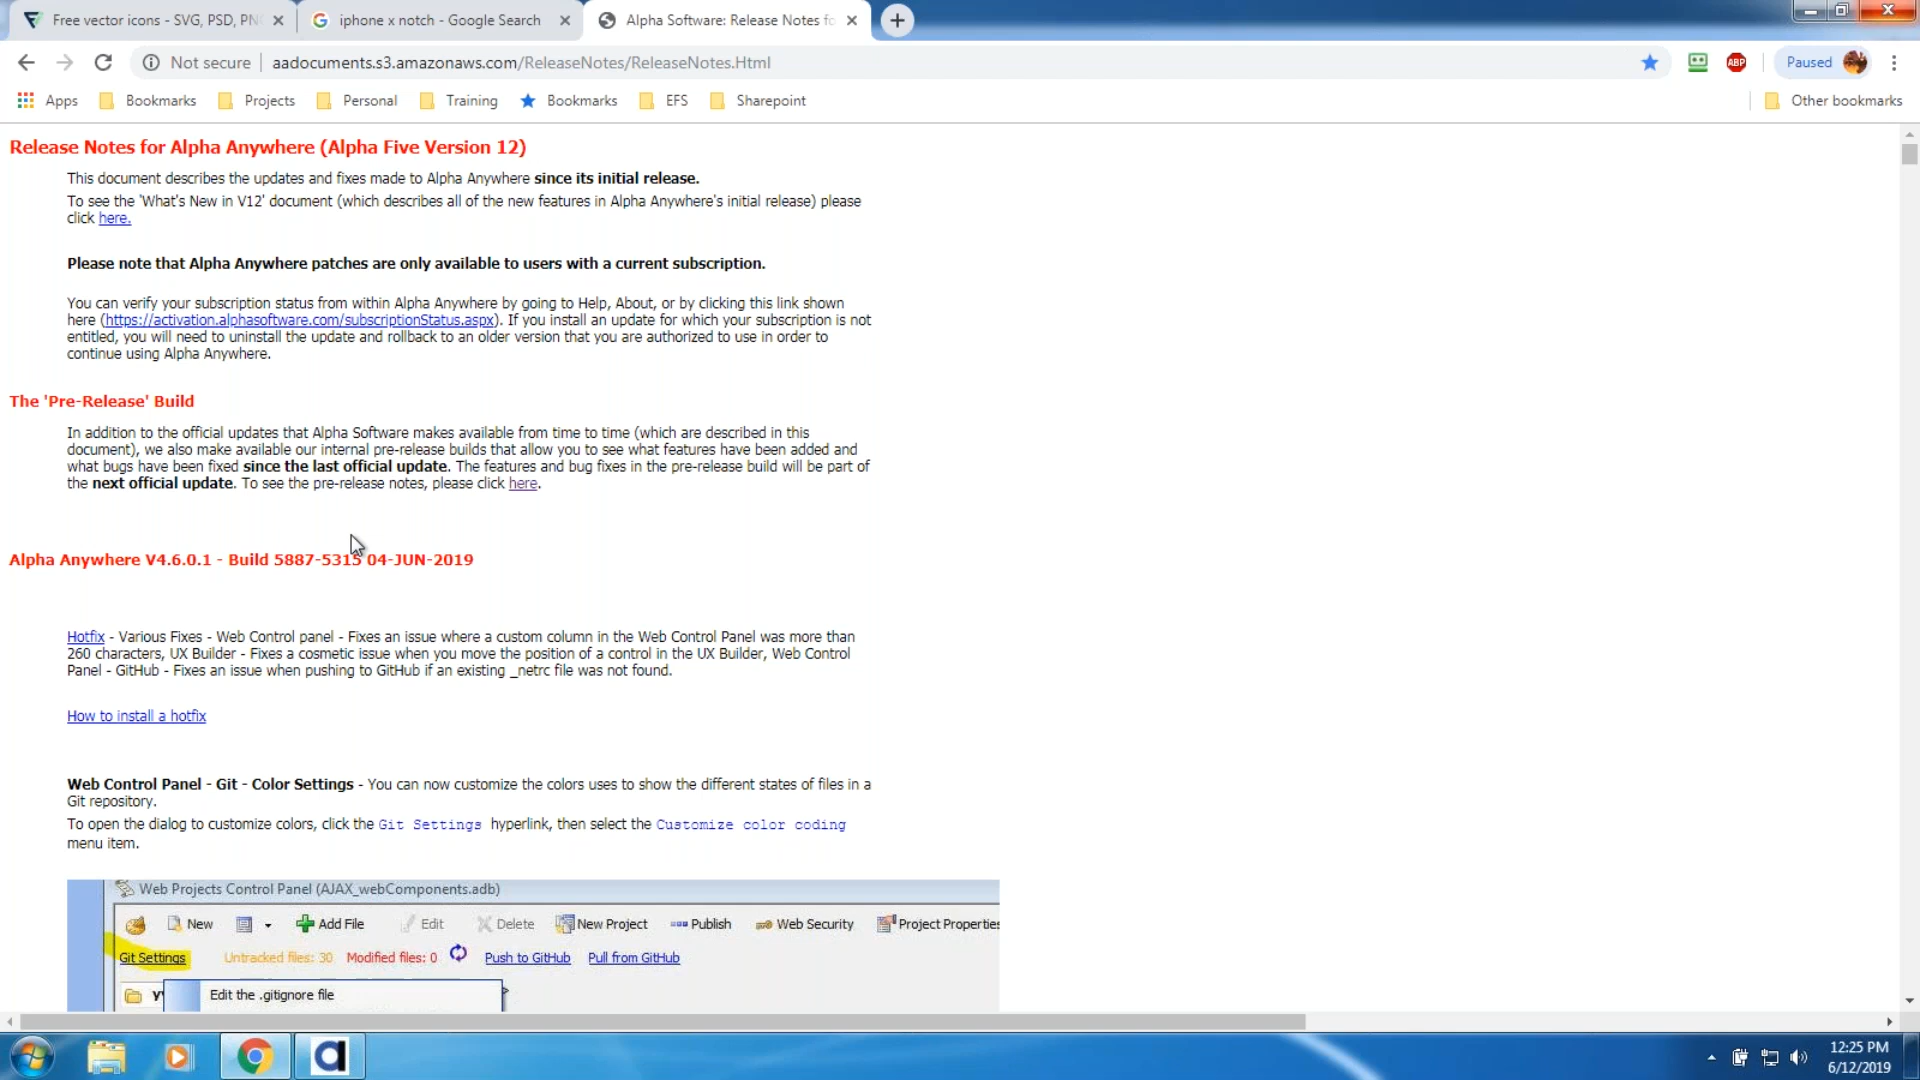 Free vector icons - SVG, PSD, PN
iphone x notch - Google Search
Alpha Software: Release Notes fo
Not secure
aadocuments.s3.amazonaws.com/ReleaseNotes/ReleaseNotes.Html
ABP
Paused
Apps
Bookmarks
Projects
Personal
Training
Bookmarks
EFS
Sharepoint
Other bookmarks
Release Notes for Alpha Anywhere (Alpha Five Version 12)
This document describes the updates and fixes made to Alpha Anywhere since its initial release.
To see the 'What's New in V12' document (which describes all of the new features in Alpha Anywhere's initial release) please
click here.
Please note that Alpha Anywhere patches are only available to users with a current subscription.
You can verify your subscription status from within Alpha Anywhere by going to Help, About, or by clicking this link shown
here (https://activation.alphasoftware.com/subscriptionStatus.aspx). If you install an update for which your subscription is not
entitled, you will need to uninstall the update and rollback to an older version that you are authorized to use in order to
continue using Alpha Anywhere.
The 'Pre-Release' Build
In addition to the official updates that Alpha Software makes available from time to time (which are described in this
document), we also make available our internal pre-release builds that allow you to see what features have been added and
what bugs have been fixed since the last official update. The features and bug fixes in the pre-release build will be part of
the next official update. To see the pre-release notes, please click here.
Alpha Anywhere V4.6.0.1 - Build 5887-5315 04-JUN-2019
Hotfix - Various Fixes - Web Control panel - Fixes an issue where a custom column in the Web Control Panel was more than
260 characters, UX Builder - Fixes a cosmetic issue when you move the position of a control in the UX Builder, Web Control
Panel - GitHub - Fixes an issue when pushing to GitHub if an existing _netrc file was not found.
How to install a hotfix
Web Control Panel - Git - Color Settings - You can now customize the colors uses to show the different states of files in a
Git repository.
To open the dialog to customize colors, click the Git Settings hyperlink, then select the Customize color coding
menu item.
Web Projects Control Panel (AJAX_webComponents.adb)
New
Add File
Edit
Delete
New Project
Publish
Web Security
Project Properties
Git Settings
Untracked files: 30
Modified files: 0
Push to GitHub
Pull from GitHub
Edit the .gitignore file
12:25 PM
6/12/2019